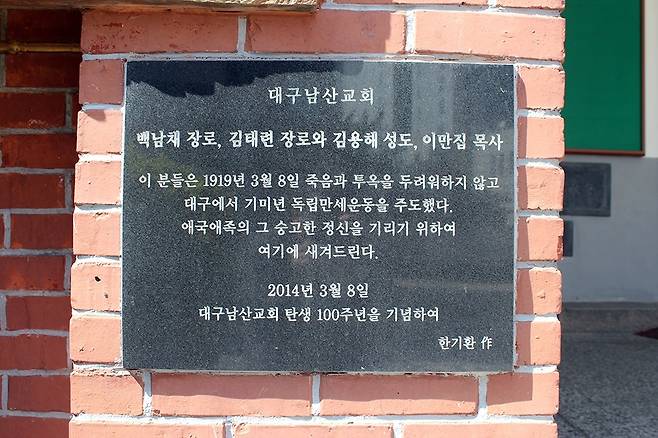 대구남산교회
백남채 장로, 김태련 장로와 김용해 성도, 이만집 목사
이 분들은 1919년 3월 8일 죽음과 투옥을 두려워하지 않고
대구에서 기미년 독립만세운동을 주도했다.
애국애족의 그 숭고한 정신을 기리기 위하여
여기에 새겨드린다.
2014년 3월 8일
대구남산교회 탄생 100주년을 기념하여
한기환 作